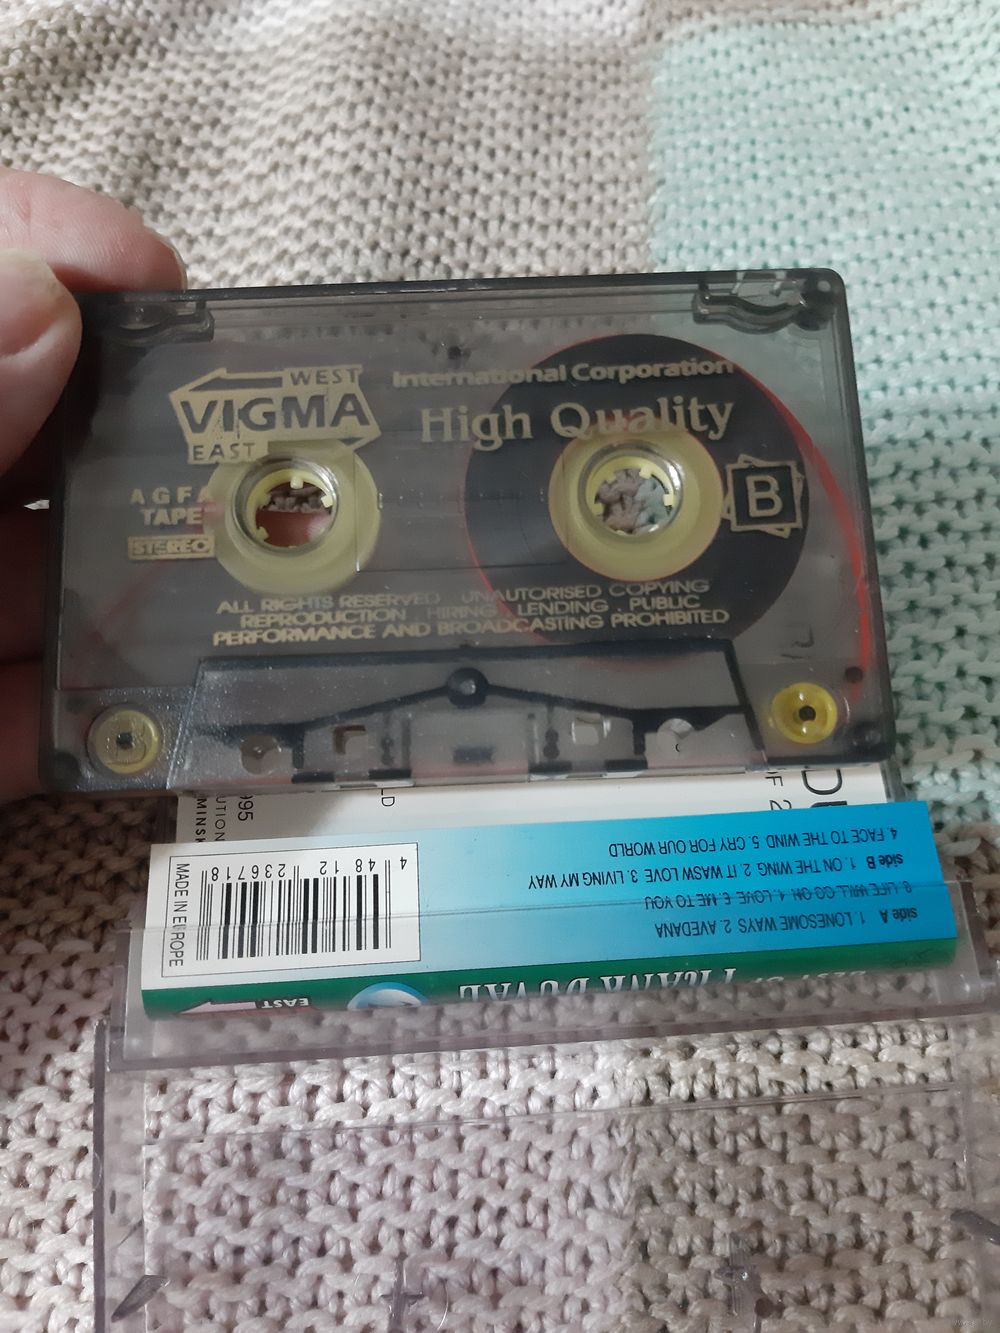 WEST
VIGMA
EAST
International Corporation
High Quality
AGFA
TAPE
STEREO
B
ALL RIGHTS RESERVED UNAUTORISED COPYING
REPRODUCTION HIRING LENDING . PUBLIC
PERFORMANCE AND BROADCASTING PROHIBITED
side A 1. LONESOME WAYS 2. AVEDANA
3. LIFE WILL GO ON 4. LOVE 5. ME TO YOU
side B 1. ON THE WING 2. IT WASW LOVE 3. LIVING MY WAY
4. FACE TO THE WIND 5. CRY FOR OUR WORLD
4 48 12 236718
MADE IN EUROPE
FRANK DUVAL
EAST
MINSK